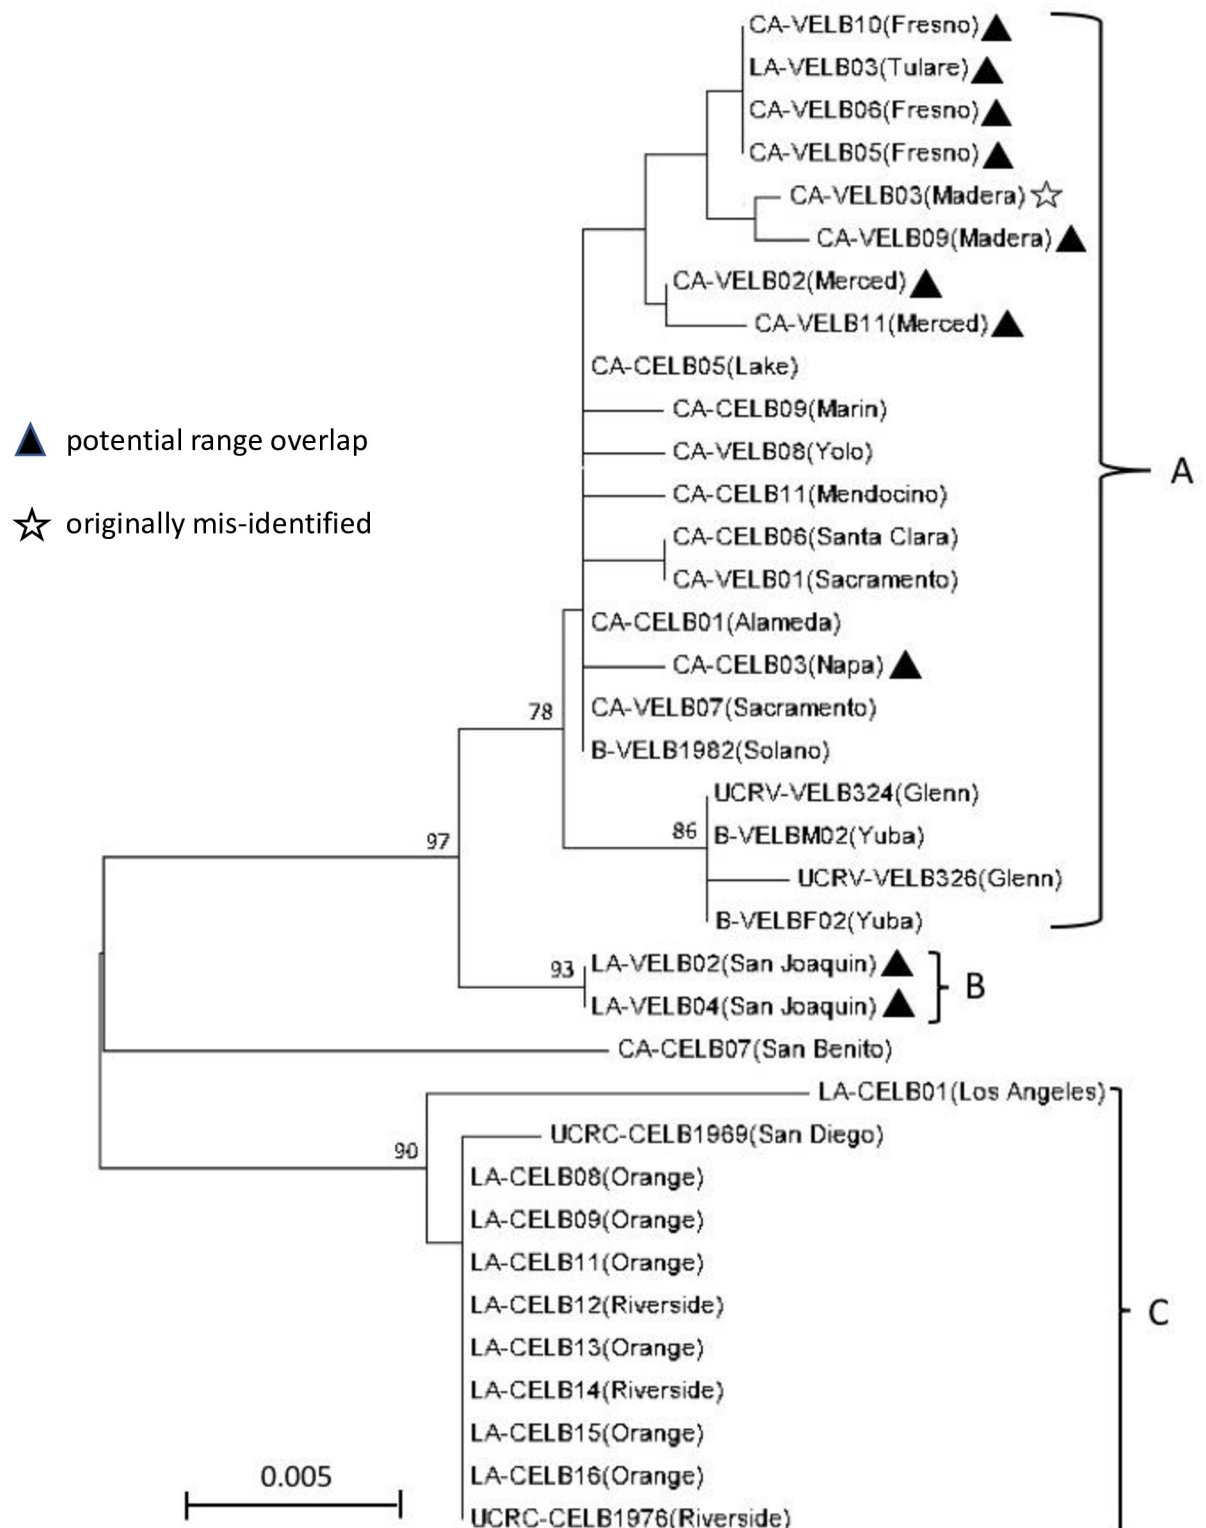 CA-VELB10(Fresno)
LA-VELB03(Tulare)
CA-VELB06(Fresno)
CA-VELB05(Fresno)
CA-VELB03(Madera)
CA-VELB09(Madera)
CA-VELB02(Merced)
CA-VELB11(Merced)
CA-CELB05(Lake)
CA-CELB09(Marin)
potential range overlap
CA-VELB08(Yolo)
A
CA-CELB11(Mendocino)
originally mis-identified
CA-CELB06(Santa Clara)
CA-VELB01(Sacramento)
CA-CELB01(Alameda)
CA-CELB03(Napa)
78
CA-VELB07(Sacramento)
B-VELB1982(Solano)
UCRV-VELB324(Glenn)
86
B-VELBM02(Yuba)
97
UCRV-VELB326(Glenn)
B-VELBF02(Yuba)
93
LA-VELB02(San Joaquin)
B
LA-VELB04(San Joaquin)
CA-CELB07(San Benito)
LA-CELB01(Los Angeles)
UCRC-CELB1969(San Diego)
90
LA-CELB08(Orange)
LA-CELB09(Orange)
LA-CELB11(Orange)
LA-CELB12(Riverside)
C
LA-CELB13(Orange)
LA-CELB14(Riverside)
LA-CELB15(Orange)
0.005
LA-CELB16(Orange)
UCRC-CELB1976(Riverside)